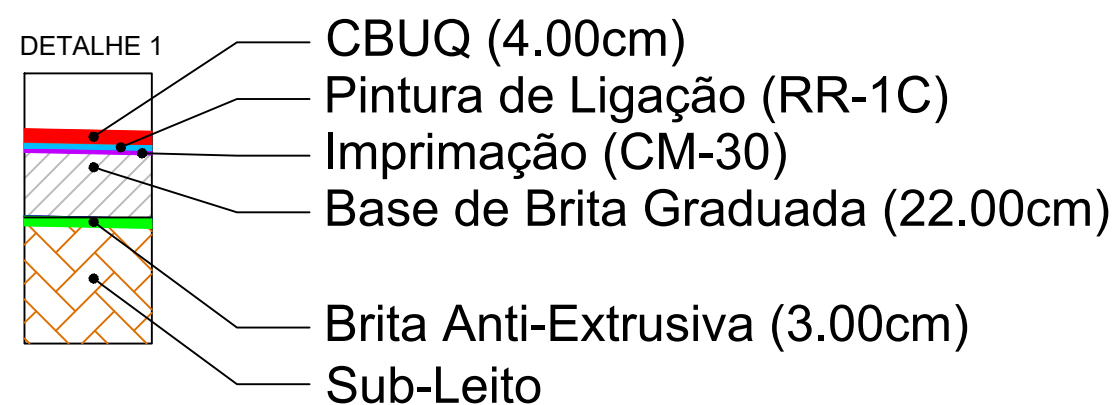 DETALHE 1
CBUQ (4.00cm)
Pintura de Ligação (RR-1C)
Imprimação (CM-30)
Base de Brita Graduada (22.00cm)
Brita Anti-Extrusiva (3.00cm)
Sub-Leito